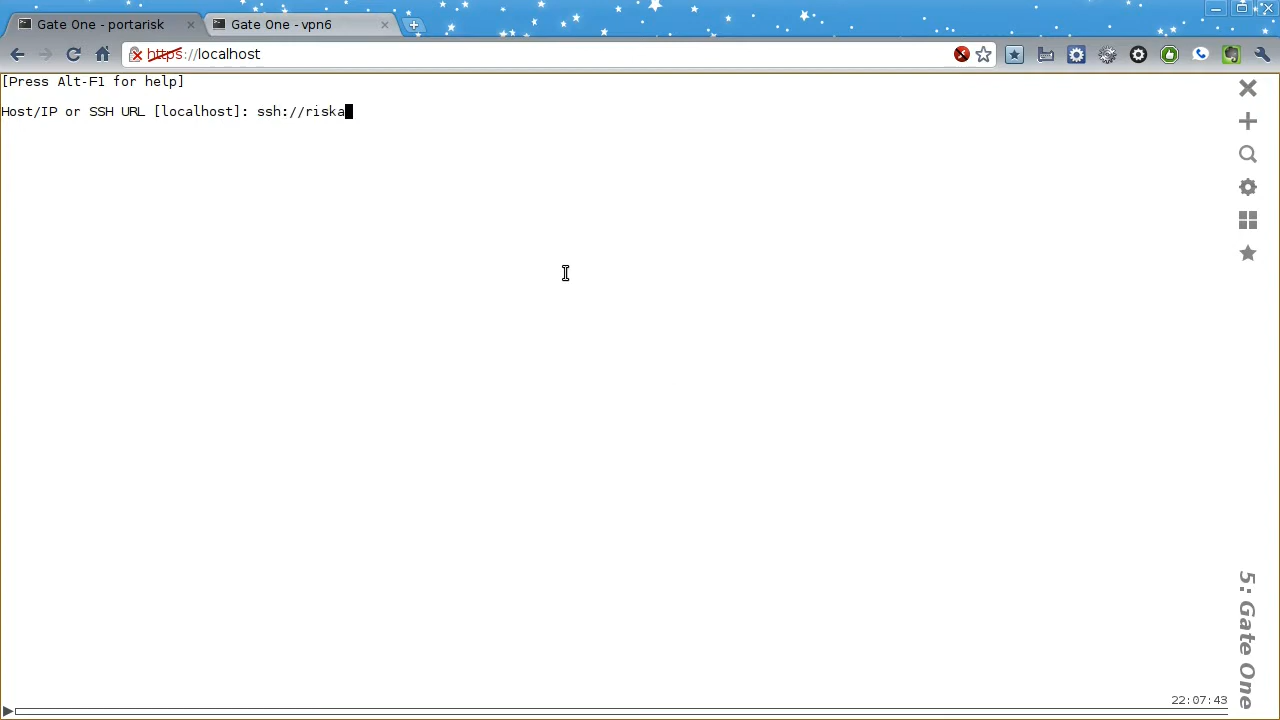 Gate One - portarisk
Gate One - vpn6
https://localhost
[Press Alt-F1 for help]
Host/IP or SSH URL [localhost]: ssh://riska
5: Gate One
22:07:43